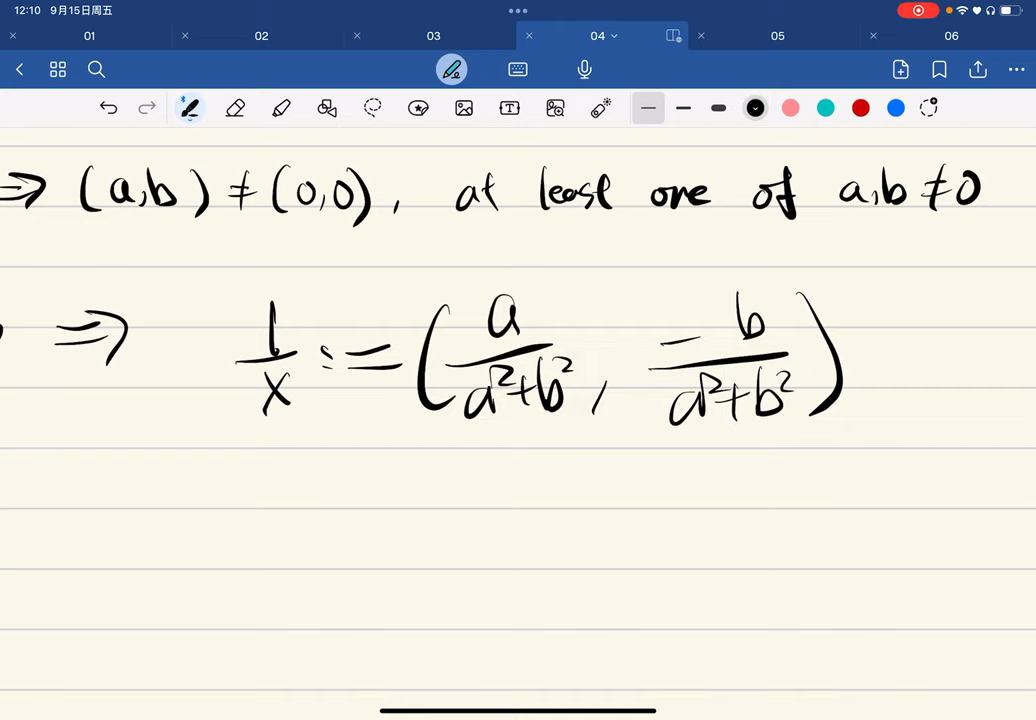 12:10 9月15日周五
01 02 03 04 05 06
⇒ (a,b) ≠ (0,0), at least one of a,b ≠0
⇒ 1/x := (a/(a²+b²), -b/(a²+b²))